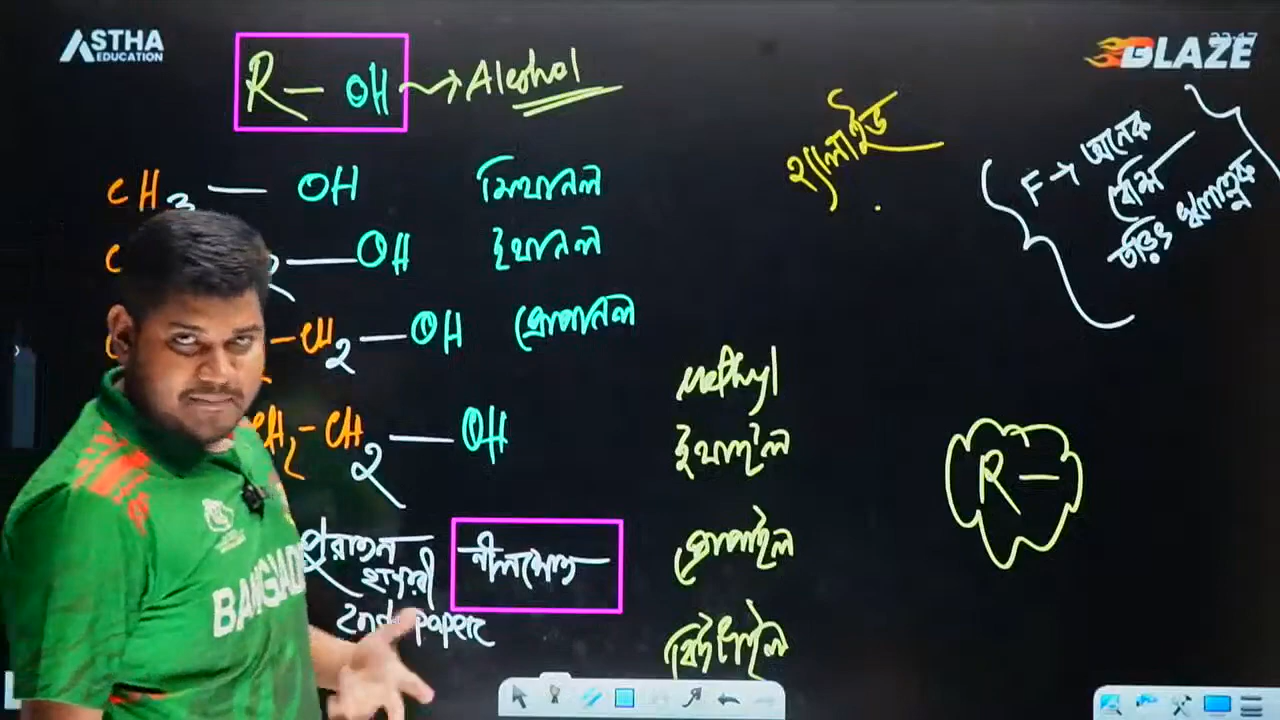 ASTHA
EDUCATION
BLAZE
R — OH → Alcohol
CH3 — OH মিথানল
OH ইথানল
CH2 — OH প্রোপানল
CH2 - CH2 — OH
হ্যালাইড
F → অনেক
বেশি
তড়িৎ ঋণাত্মক
Methyl
ইথাইল
প্রোপাইল
বিউটাইল
R —
পুরাতন
হাজারী
নীলক্ষেত
2nd paper
BANGLAD